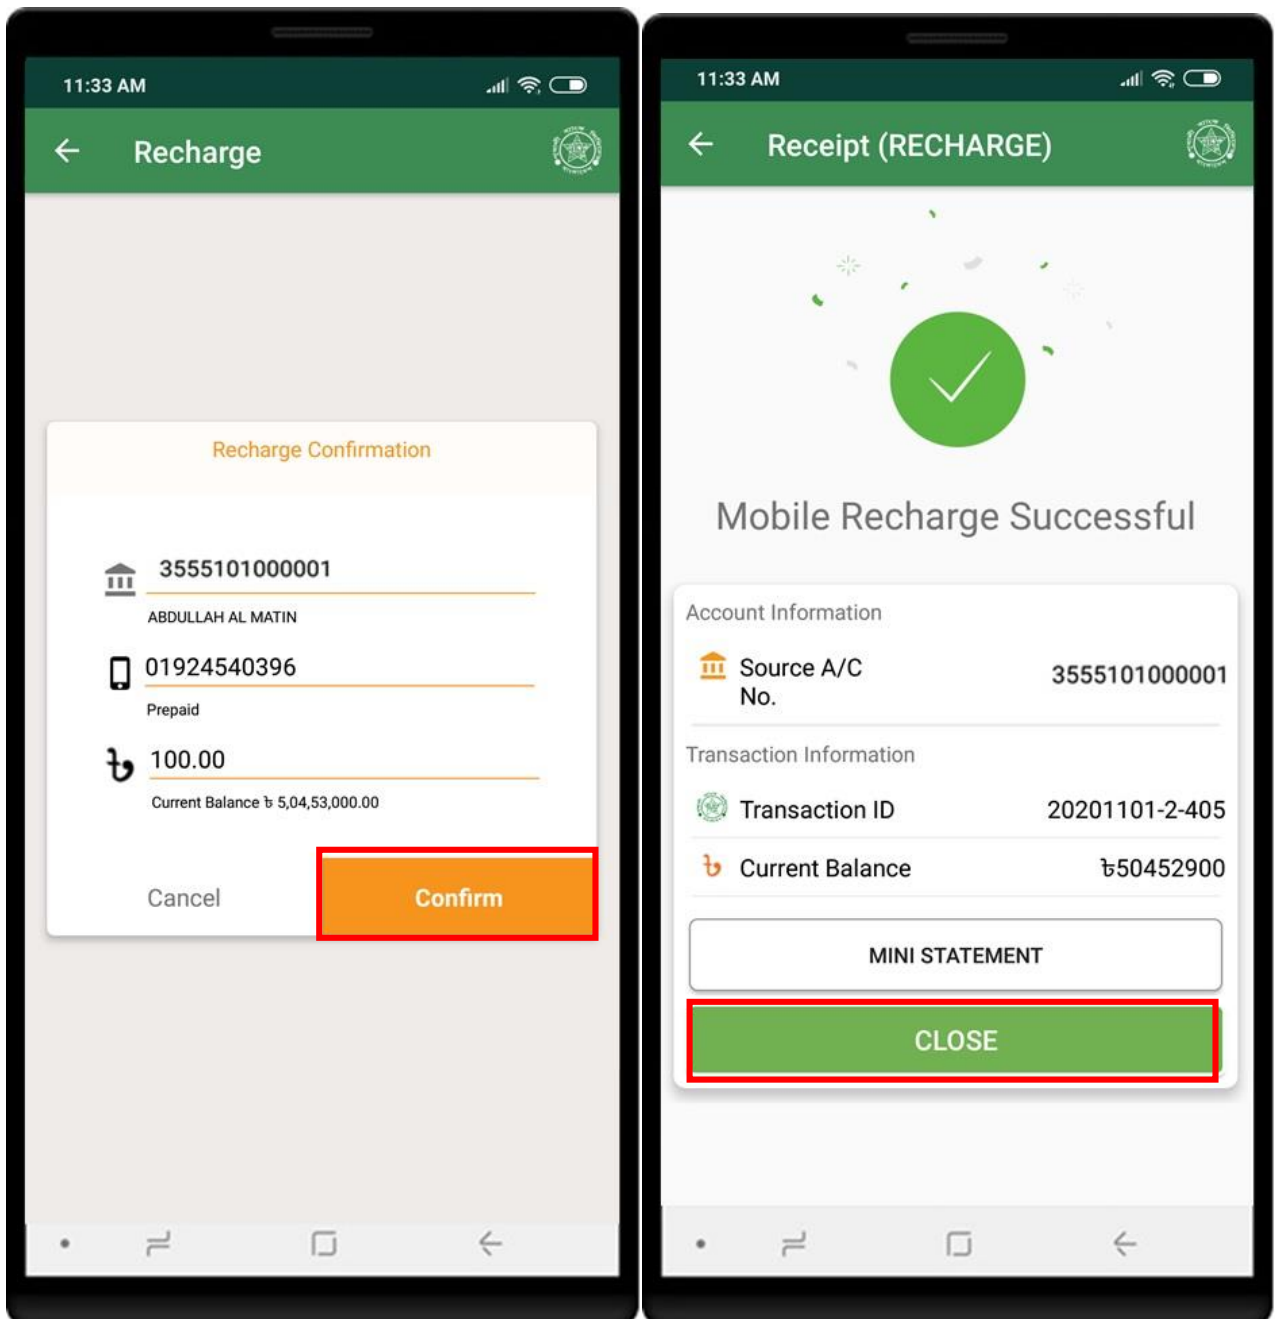 11:33 AM
Recharge
Recharge Confirmation
3555101000001
ABDULLAH AL MATIN
01924540396
Prepaid
৳ 100.00
Current Balance ৳ 5,04,53,000.00
Cancel
Confirm
11:33 AM
Receipt (RECHARGE)
Mobile Recharge Successful
Account Information
Source A/C
No.
3555101000001
Transaction Information
Transaction ID
20201101-2-405
৳ Current Balance
৳50452900
MINI STATEMENT
CLOSE